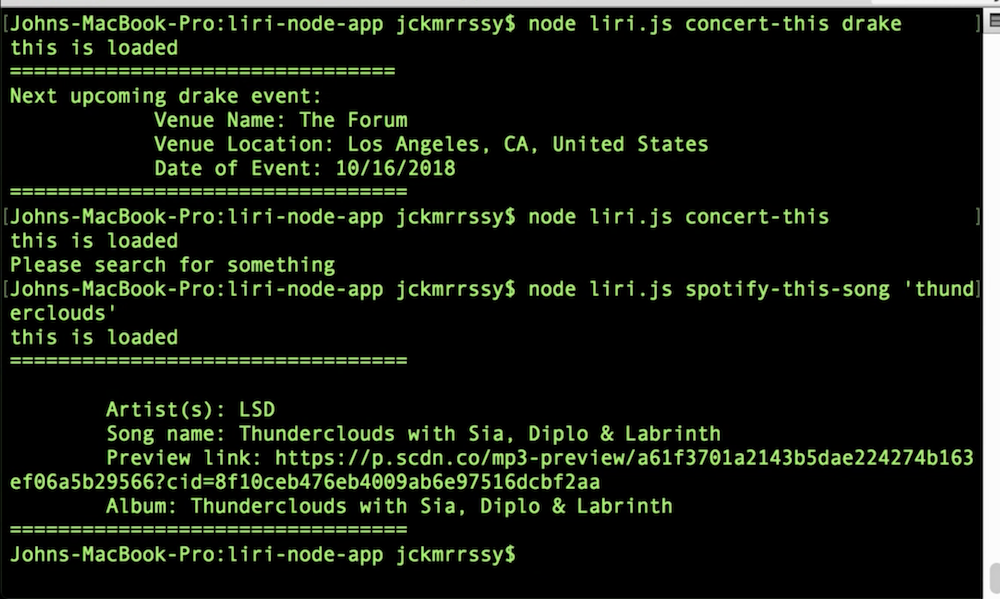 [Johns-MacBook-Pro:liri-node-app jckmrrssy$ node liri.js concert-this drake ]
this is loaded
================================
Next upcoming drake event:
Venue Name: The Forum
Venue Location: Los Angeles, CA, United States
Date of Event: 10/16/2018
=================================
[Johns-MacBook-Pro:liri-node-app jckmrrssy$ node liri.js concert-this ]
this is loaded
Please search for something
[Johns-MacBook-Pro:liri-node-app jckmrrssy$ node liri.js spotify-this-song 'thund]
erclouds'
this is loaded
=================================
Artist(s): LSD
Song name: Thunderclouds with Sia, Diplo & Labrinth
Preview link: https://p.scdn.co/mp3-preview/a61f3701a2143b5dae224274b163
ef06a5b29566?cid=8f10ceb476eb4009ab6e97516dcbf2aa
Album: Thunderclouds with Sia, Diplo & Labrinth
=================================
Johns-MacBook-Pro:liri-node-app jckmrrssy$